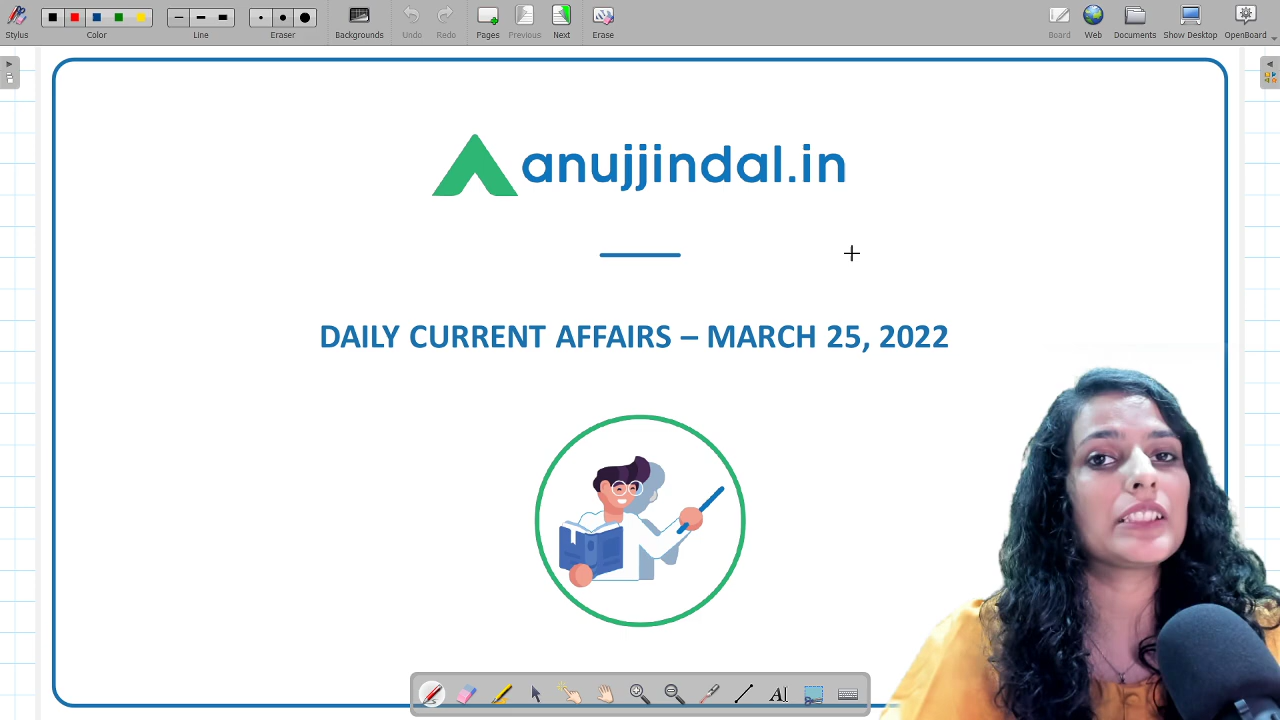 Stylus
Color
Line
Eraser
Backgrounds
Undo
Redo
Pages
Previous
Next
Erase
Board
Web
Documents
Show Desktop
OpenBoard
anujjindal.in
DAILY CURRENT AFFAIRS – MARCH 25, 2022
AI